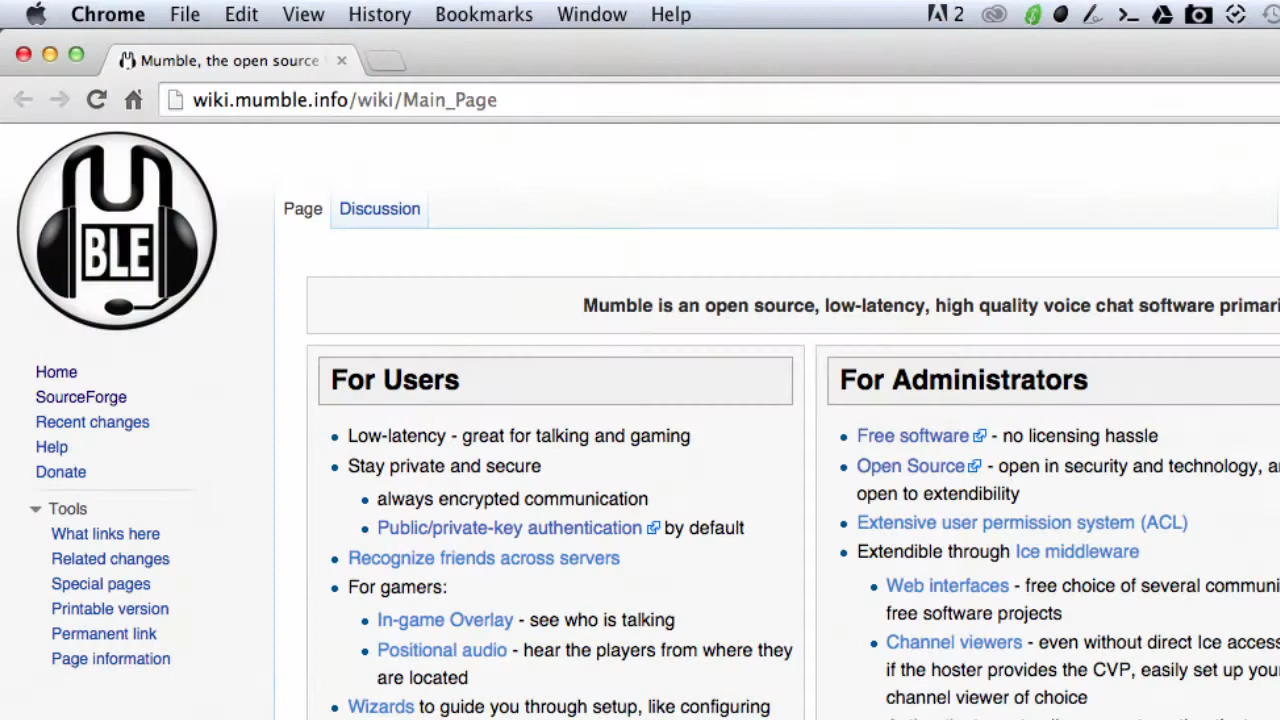 Chrome File Edit View History Bookmarks Window Help 2
Mumble, the open source
wiki.mumble.info/wiki/Main_Page
BLE
Page Discussion
Mumble is an open source, low-latency, high quality voice chat software primari
Home
SourceForge
Recent changes
Help
Donate
Tools
What links here
Related changes
Special pages
Printable version
Permanent link
Page information
For Users
Low-latency - great for talking and gaming
Stay private and secure
always encrypted communication
Public/private-key authentication by default
Recognize friends across servers
For gamers:
In-game Overlay - see who is talking
Positional audio - hear the players from where they
are located
Wizards to guide you through setup, like configuring
For Administrators
Free software - no licensing hassle
Open Source - open in security and technology, a
open to extendibility
Extensive user permission system (ACL)
Extendible through Ice middleware
Web interfaces - free choice of several communi
free software projects
Channel viewers - even without direct Ice access
if the hoster provides the CVP, easily set up your
channel viewer of choice